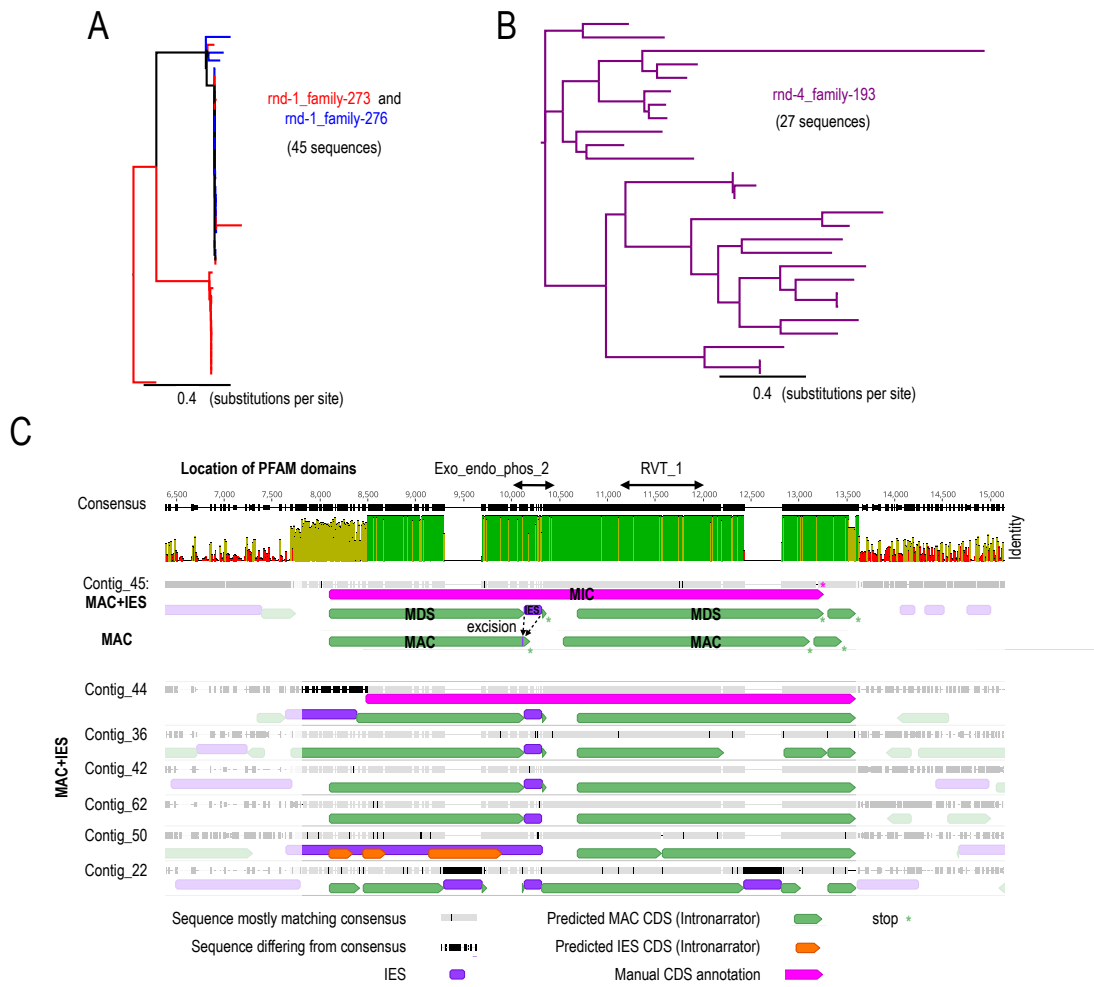 A
B
rnd-1_family-273 and
rnd-1_family-276
(45 sequences)
rnd-4_family-193
(27 sequences)
0.4 (substitutions per site)
0.4 (substitutions per site)
C
Location of PFAM domains
Exo_endo_phos_2
RVT_1
6,500 7,000 7,500 8,000 8,500 9,000 9,500 10,000 10,500 11,000 11,500 12,000 12,500 13,000 13,500 14,000 14,500 15,000
Consensus
Identity
Contig_45:
MAC+IES
MIC
*
MDS
IES
MDS
* * *
excision
MAC
MAC
MAC
* * *
MAC+IES
Contig_44
Contig_36
Contig_42
Contig_62
Contig_50
Contig_22
Sequence mostly matching consensus
Predicted MAC CDS (Intronarrator)
stop *
Sequence differing from consensus
Predicted IES CDS (Intronarrator)
IES
Manual CDS annotation